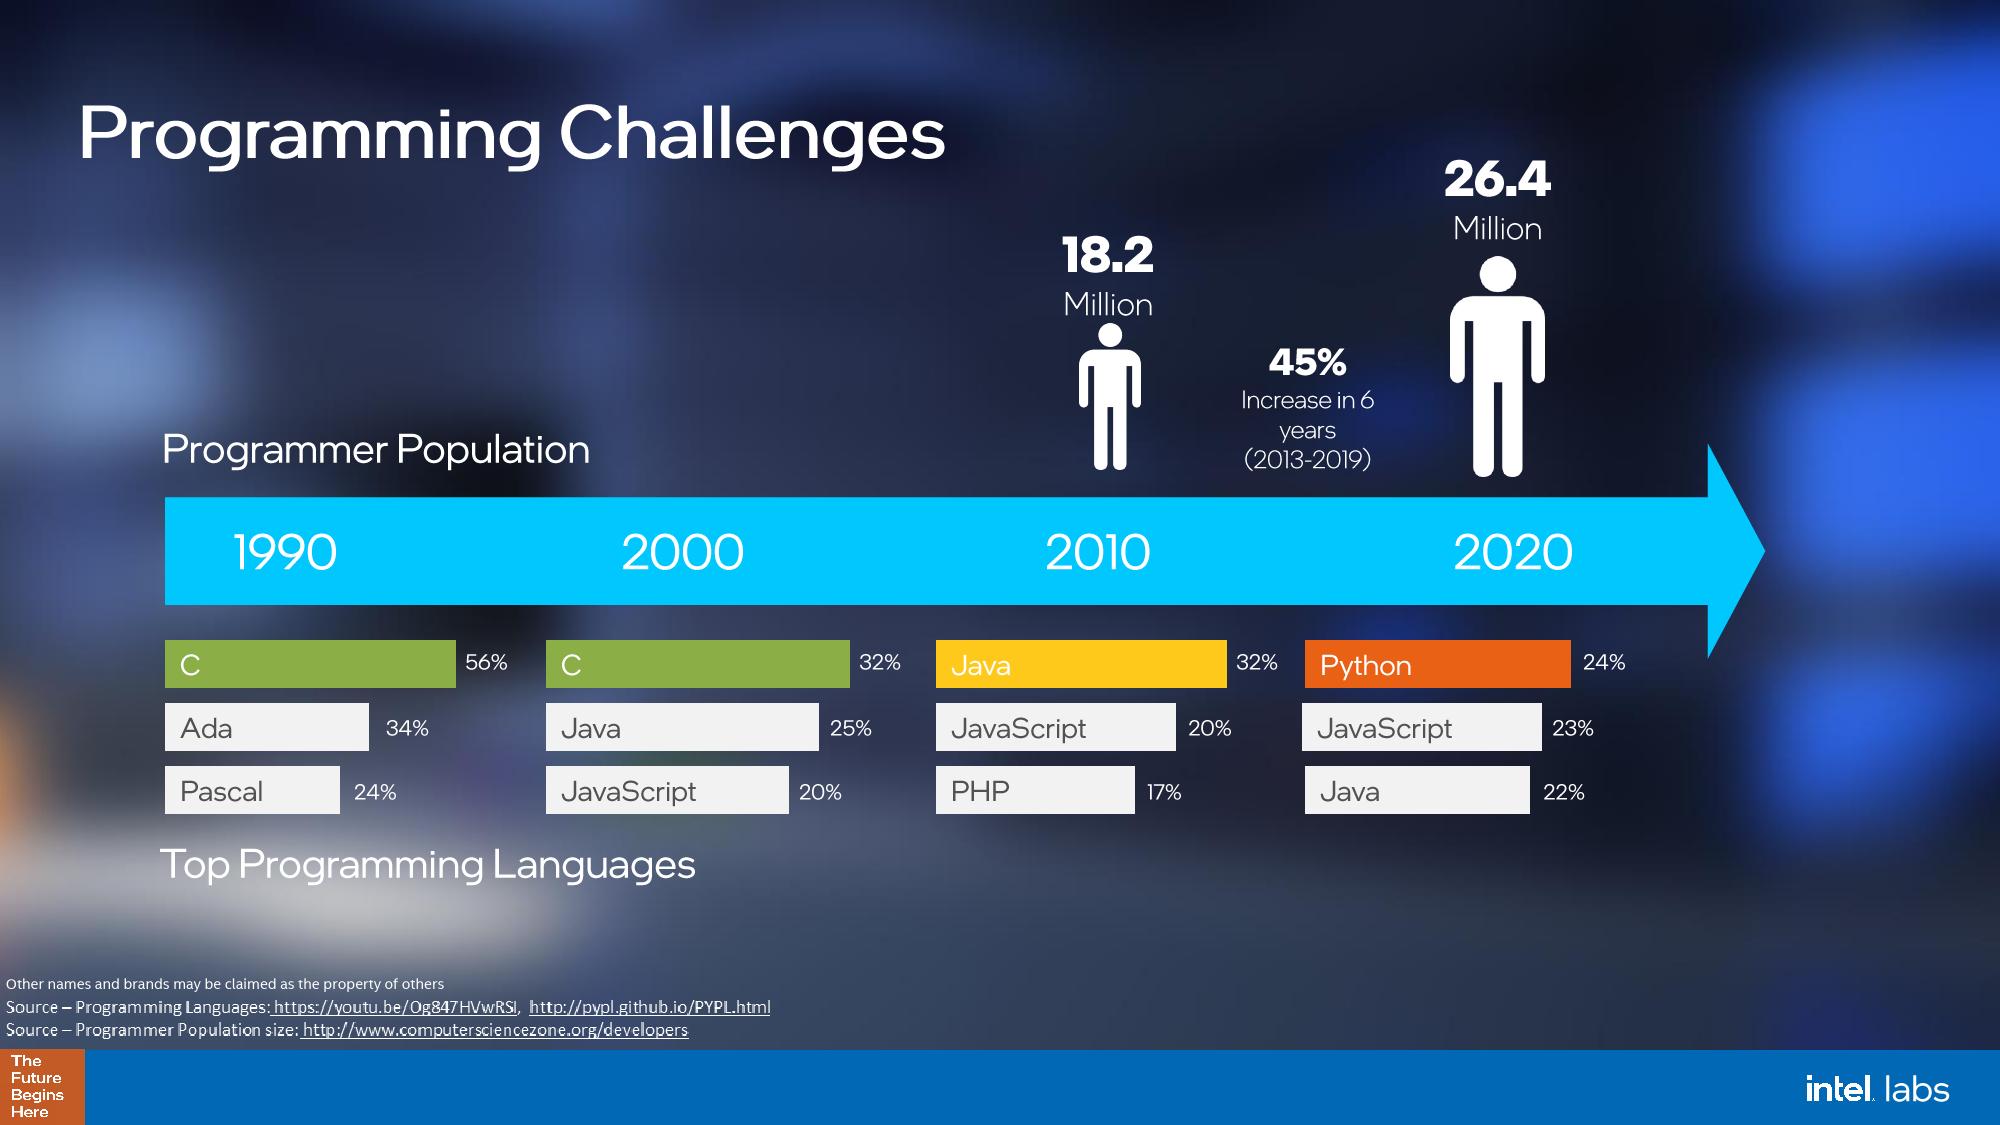 Programming Challenges
26.4
Million
18.2
Million
45%
Increase in 6
years
(2013-2019)
Programmer Population
1990 2000 2010 2020
C 56% C 32% Java 32% Python 24%
Ada 34% Java 25% JavaScript 20% JavaScript 23%
Pascal 24% JavaScript 20% PHP 17% Java 22%
Top Programming Languages
Other names and brands may be claimed as the property of others
Source – Programming Languages: https://youtu.be/Og847HVwRSI, http://pypl.github.io/PYPL.html
Source – Programmer Population size: http://www.computersciencezone.org/developers
The
Future
Begins
Here
intel. labs